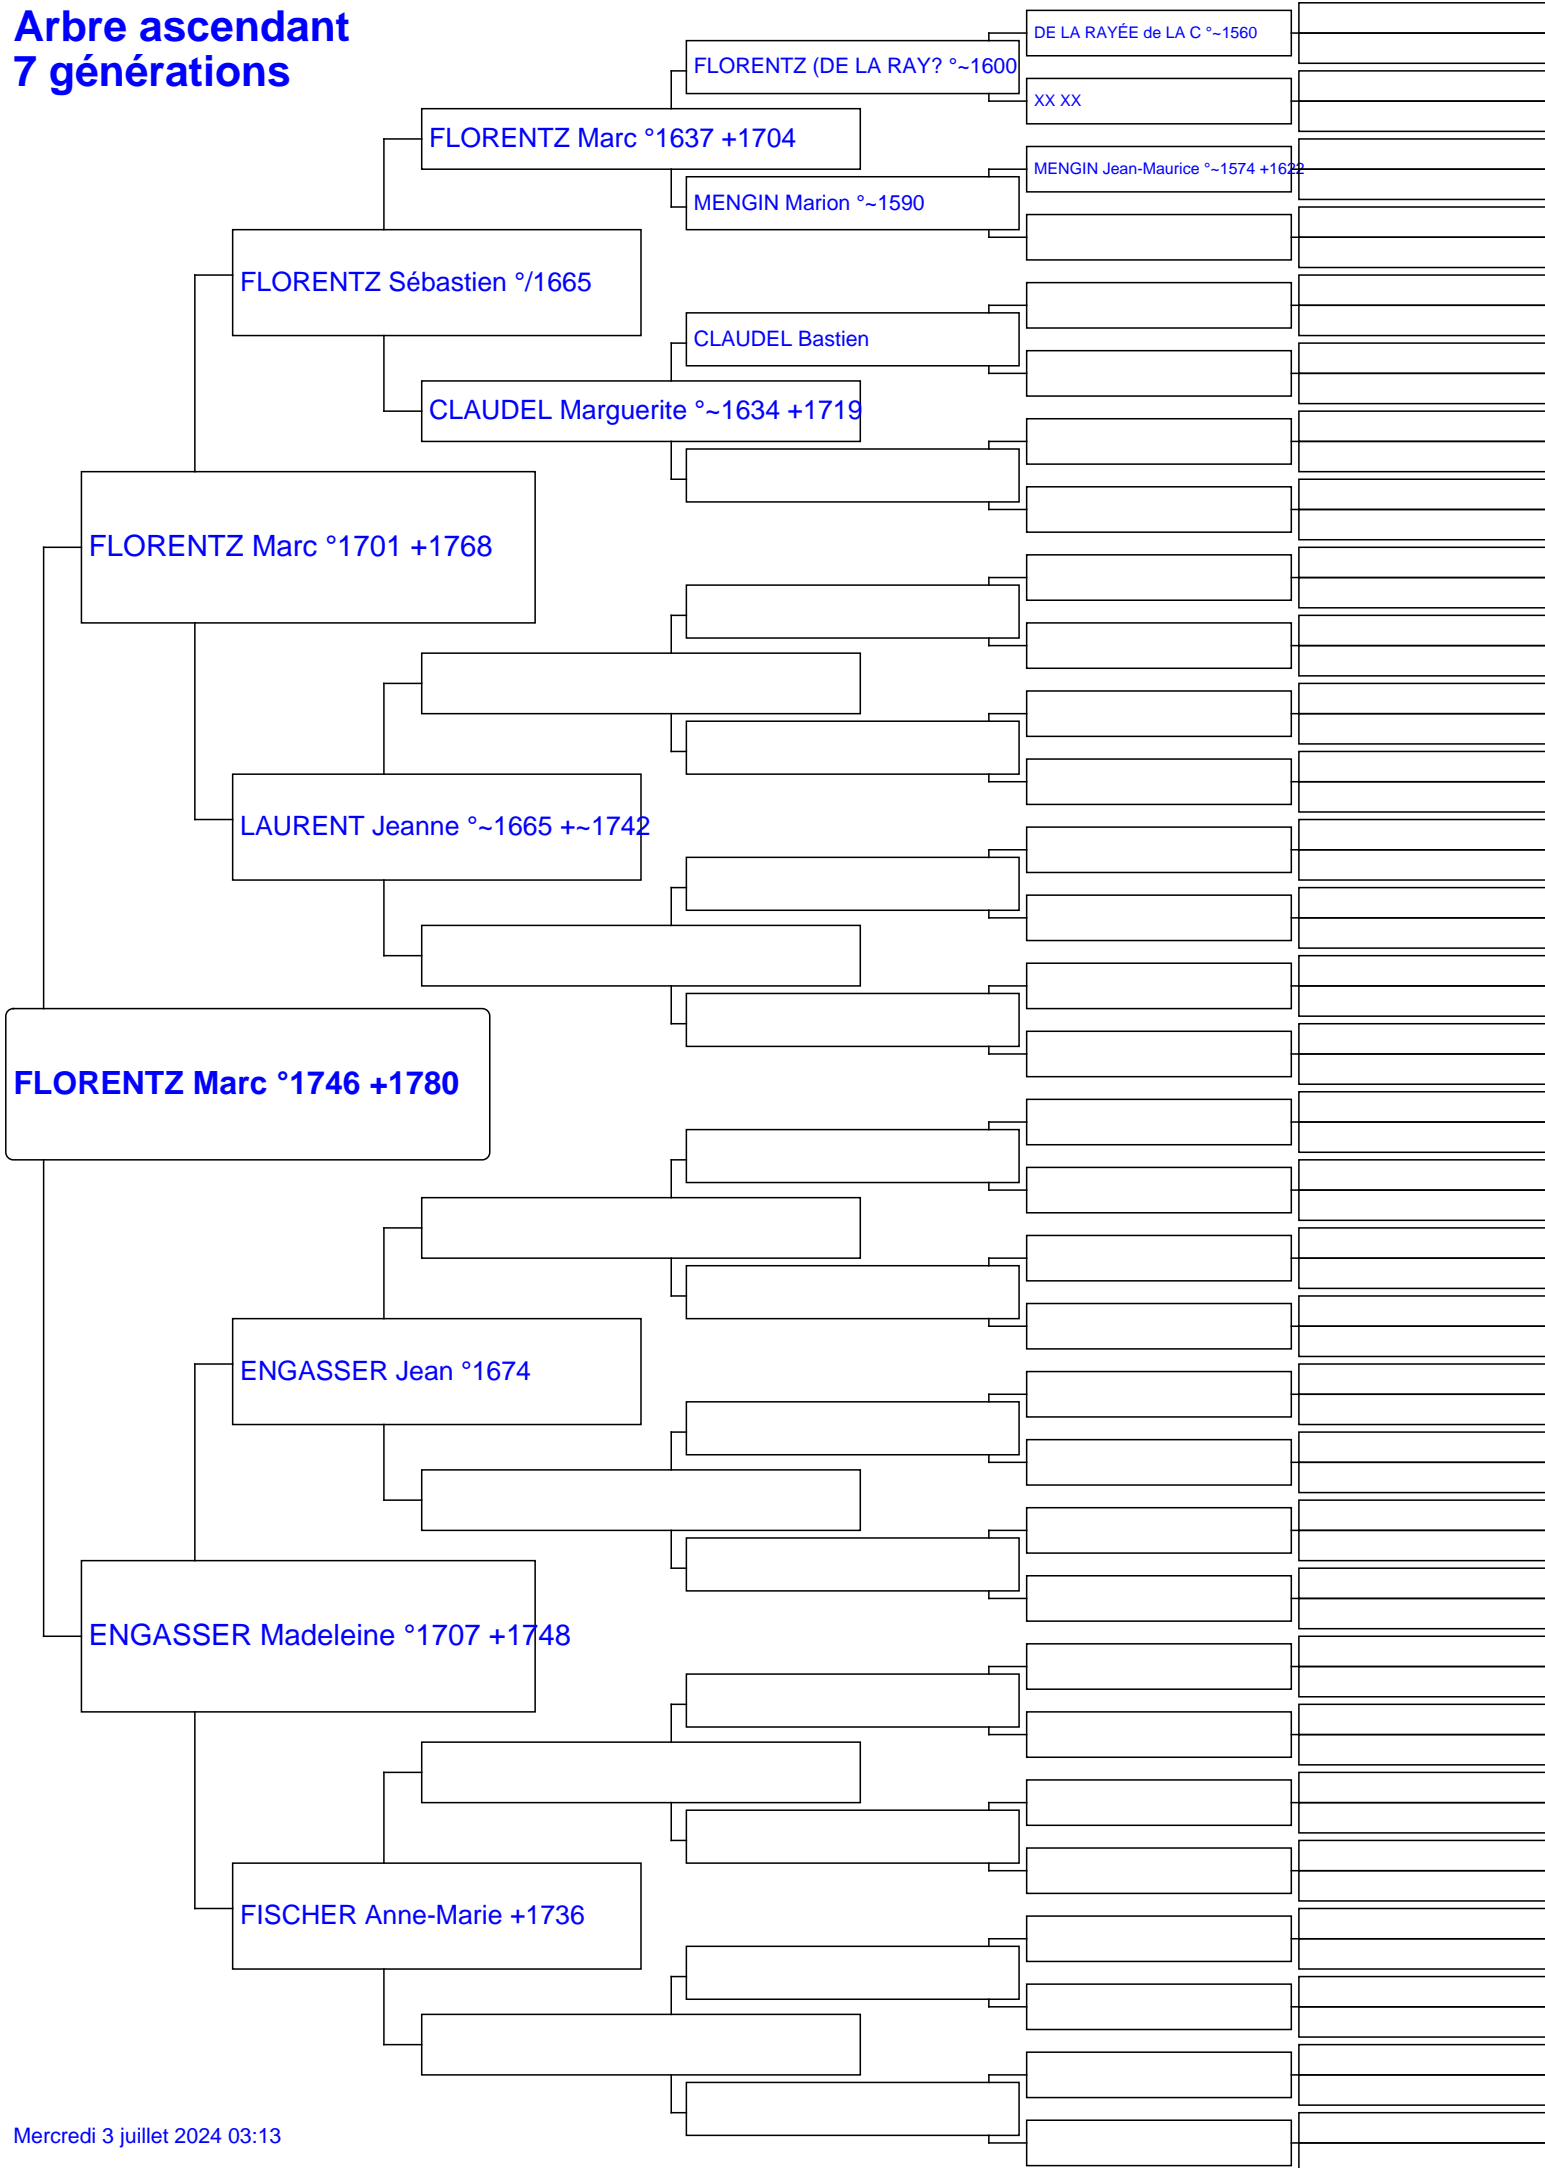 Arbre ascendant
7 générations
DE LA RAYÉE de LA C °~1560
FLORENTZ (DE LA RAY? °~1600
XX XX
FLORENTZ Marc °1637 +1704
MENGIN Jean-Maurice °~1574 +1622
MENGIN Marion °~1590
FLORENTZ Sébastien °/1665
CLAUDEL Bastien
CLAUDEL Marguerite °~1634 +1719
FLORENTZ Marc °1701 +1768
LAURENT Jeanne °~1665 +~1742
FLORENTZ Marc °1746 +1780
ENGASSER Jean °1674
ENGASSER Madeleine °1707 +1748
FISCHER Anne-Marie +1736
Mercredi 3 juillet 2024 03:13